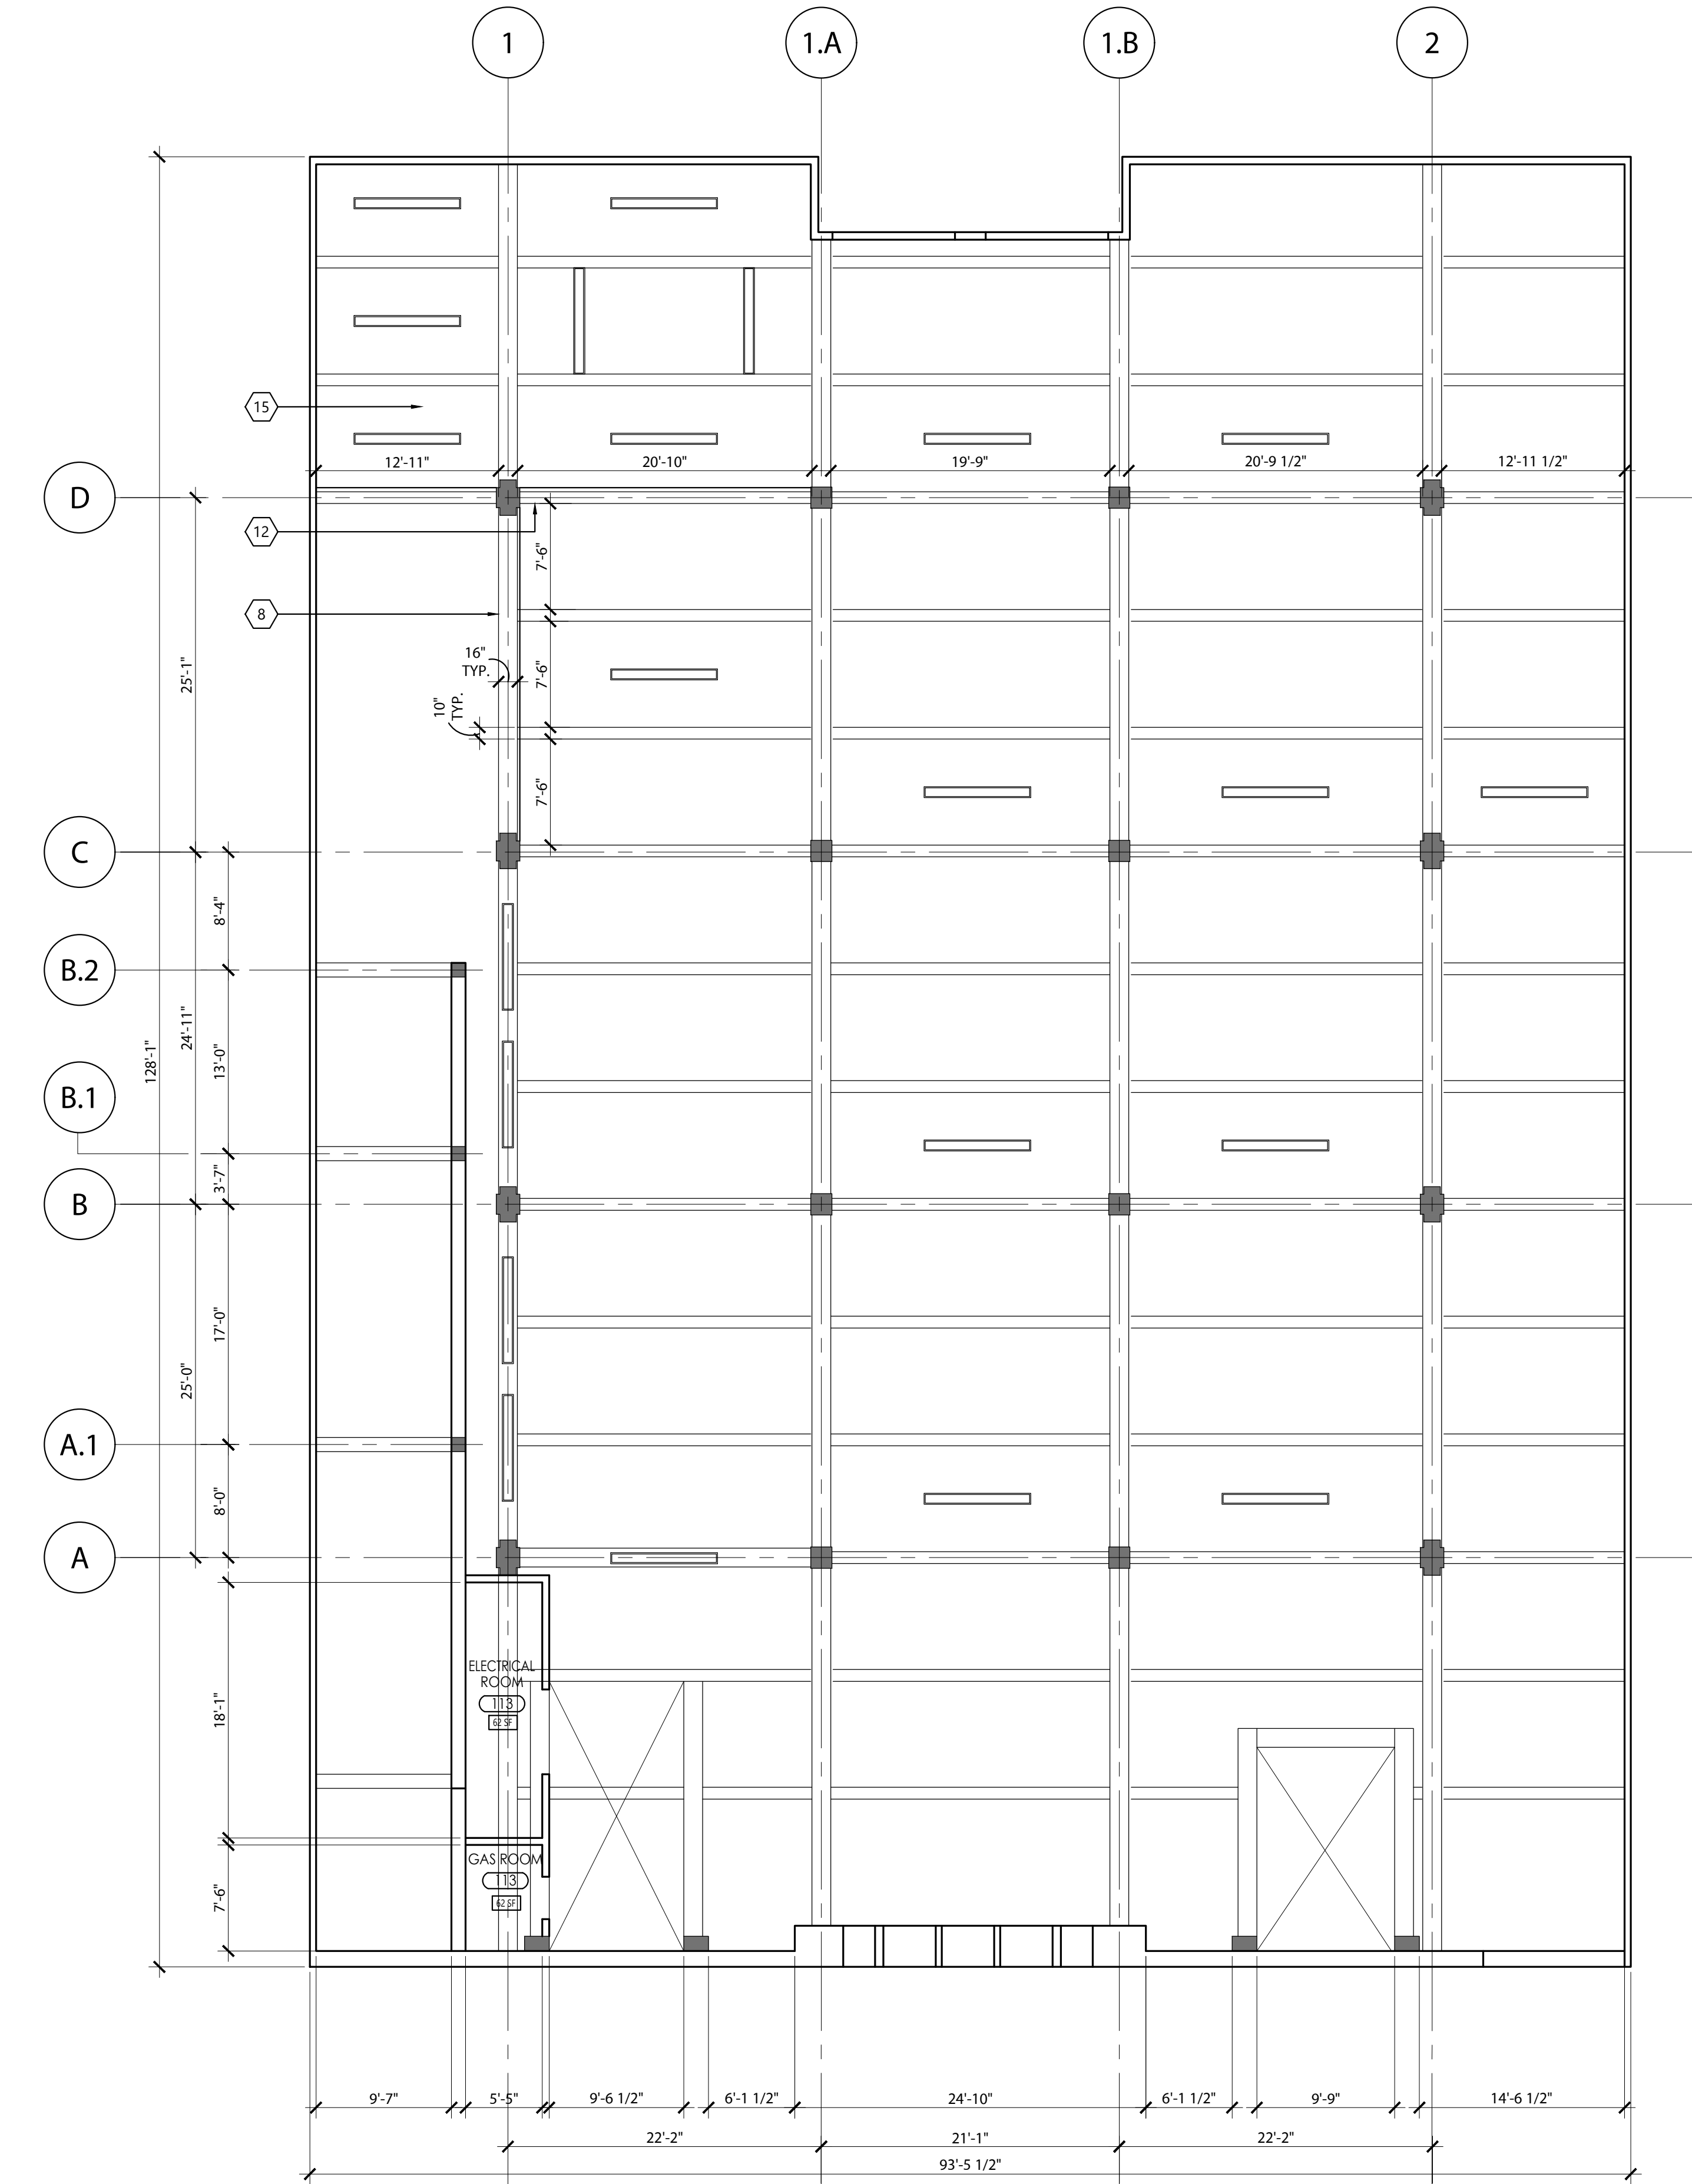 1
1.A
1.B
2
15
12'-11"
20'-10"
19'-9"
20'-9 1/2"
12'-11 1/2"
D
12
7'-6"
8
25'-1"
16"
TYP.
7'-6"
10"
TYP.
7'-6"
C
8'-4"
B.2
24'-11"
128'-1"
13'-0"
B.1
3'-7"
B
17'-0"
25'-0"
A.1
8'-0"
A
ELECTRICAL
ROOM
113
62 SF
18'-1"
GAS ROOM
113
62 SF
7'-6"
9'-7"
5'-5"
9'-6 1/2"
6'-1 1/2"
24'-10"
6'-1 1/2"
9'-9"
14'-6 1/2"
22'-2"
21'-1"
22'-2"
93'-5 1/2"